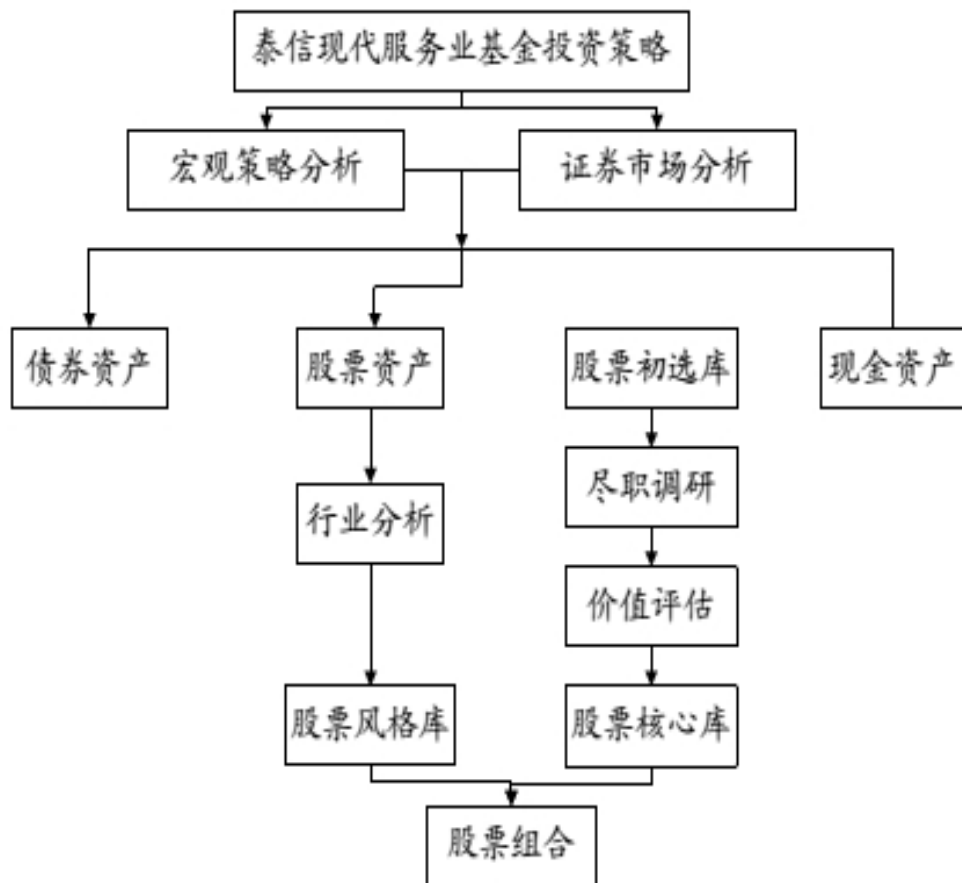 泰信现代服务业基金投资策略
宏观策略分析
证券市场分析
债券资产
股票资产
股票初选库
现金资产
尽职调研
行业分析
价值评估
股票风格库
股票核心库
股票组合